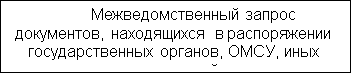 Межведомственный запрос
документов, находящихся в распоряжении
государственных органов, ОМСУ, иных